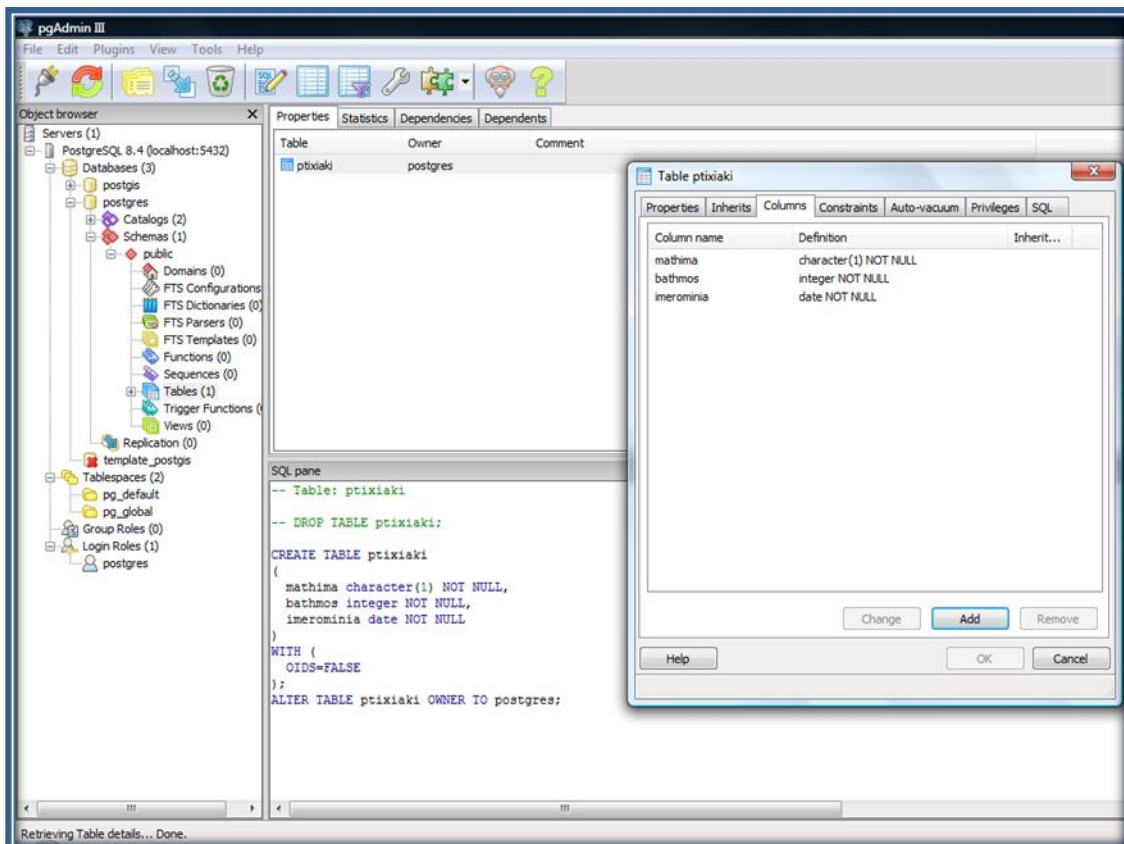 pgAdmin III
File Edit Plugins View Tools Help
SQL
Object browser
Servers (1)
PostgreSQL 8.4 (localhost:5432)
Databases (3)
postgis
postgres
Catalogs (2)
Schemas (1)
public
Domains (0)
FTS Configurations
FTS Dictionaries (0)
FTS Parsers (0)
FTS Templates (0)
Functions (0)
Sequences (0)
Tables (1)
Trigger Functions (
Views (0)
Replication (0)
template_postgis
Tablespaces (2)
pg_default
pg_global
Group Roles (0)
Login Roles (1)
postgres
Properties Statistics Dependencies Dependents
Table Owner Comment
ptixiaki postgres
SQL pane
-- Table: ptixiaki
-- DROP TABLE ptixiaki;
CREATE TABLE ptixiaki
(
mathima character(1) NOT NULL,
bathmos integer NOT NULL,
imerominia date NOT NULL
)
WITH (
OIDS=FALSE
);
ALTER TABLE ptixiaki OWNER TO postgres;
Table ptixiaki
Properties Inherits Columns Constraints Auto-vacuum Privileges SQL
Column name Definition Inherit...
mathima character(1) NOT NULL
bathmos integer NOT NULL
imerominia date NOT NULL
Change Add Remove
Help OK Cancel
Retrieving Table details... Done.